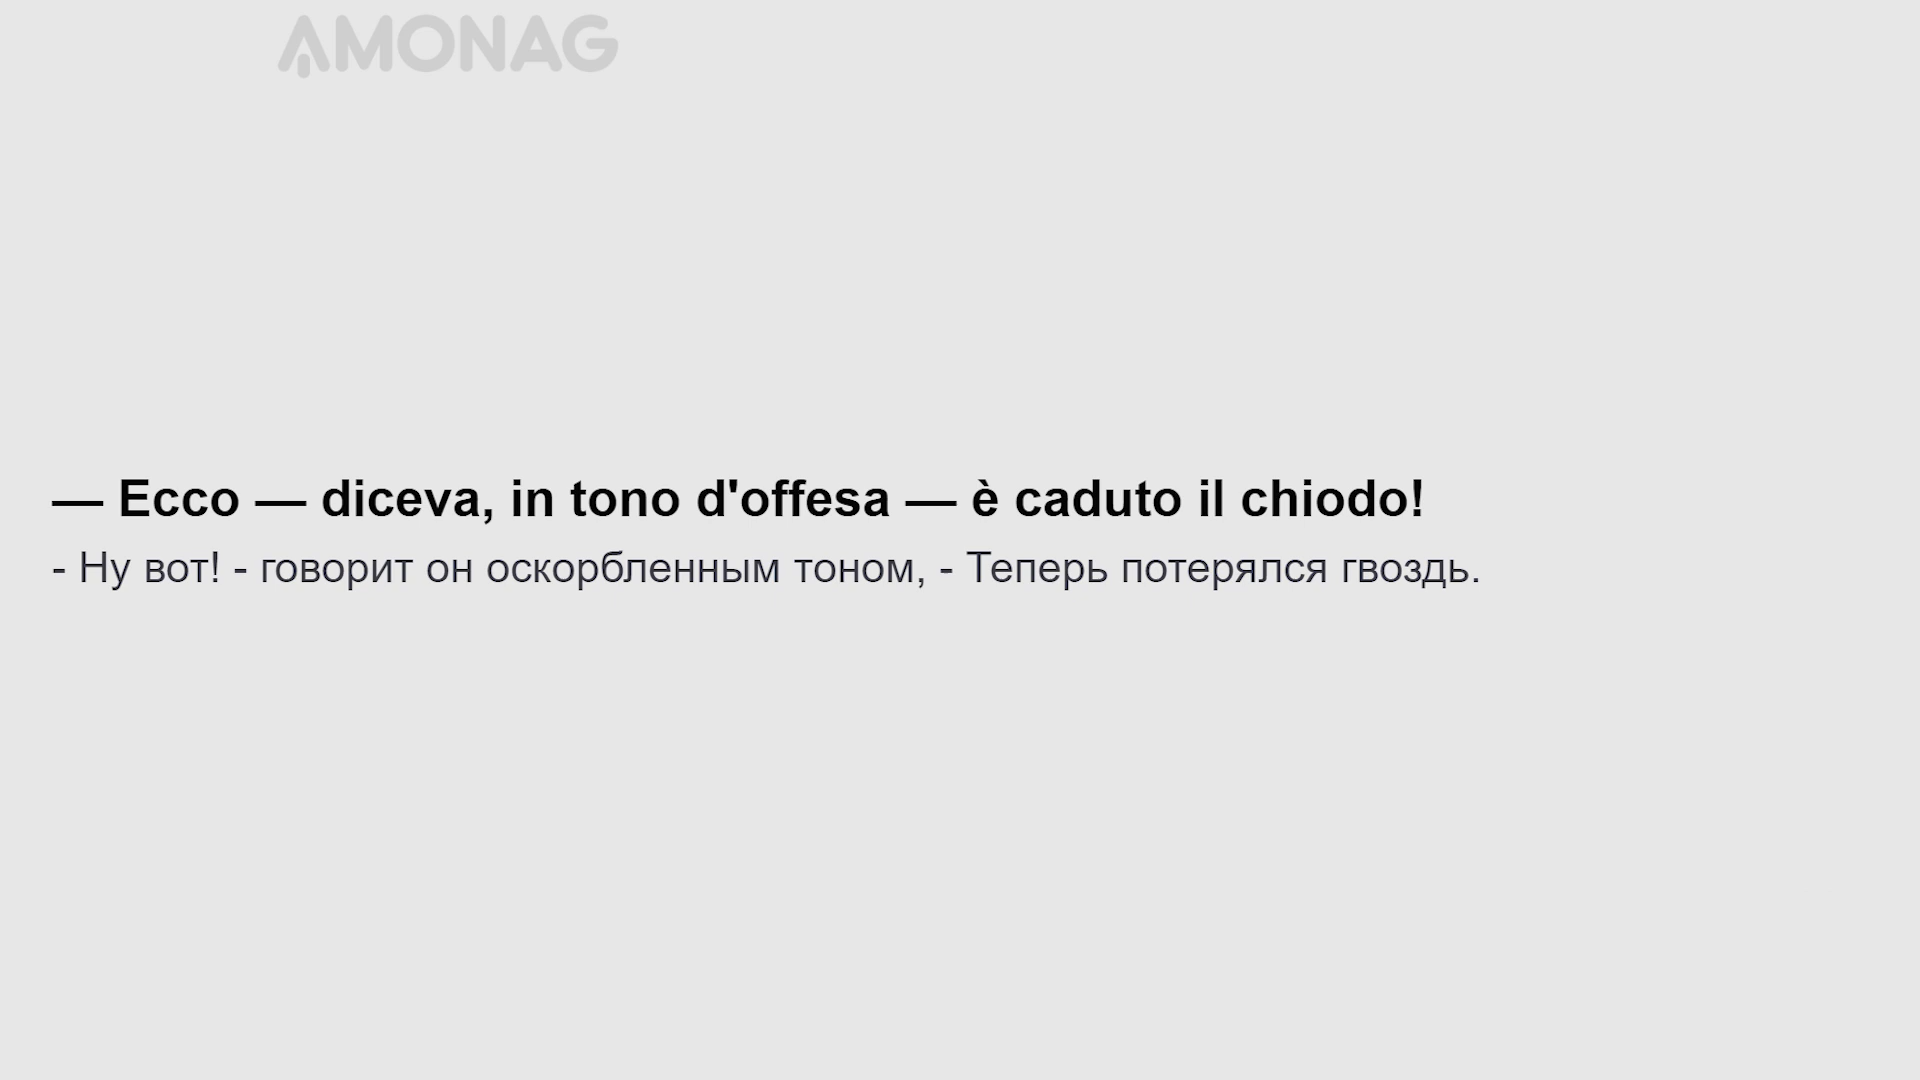 AMONAG
— Ecco — diceva, in tono d'offesa — è caduto il chiodo!
- Ну вот! - говорит он оскорбленным тоном, - Теперь потерялся гвоздь.